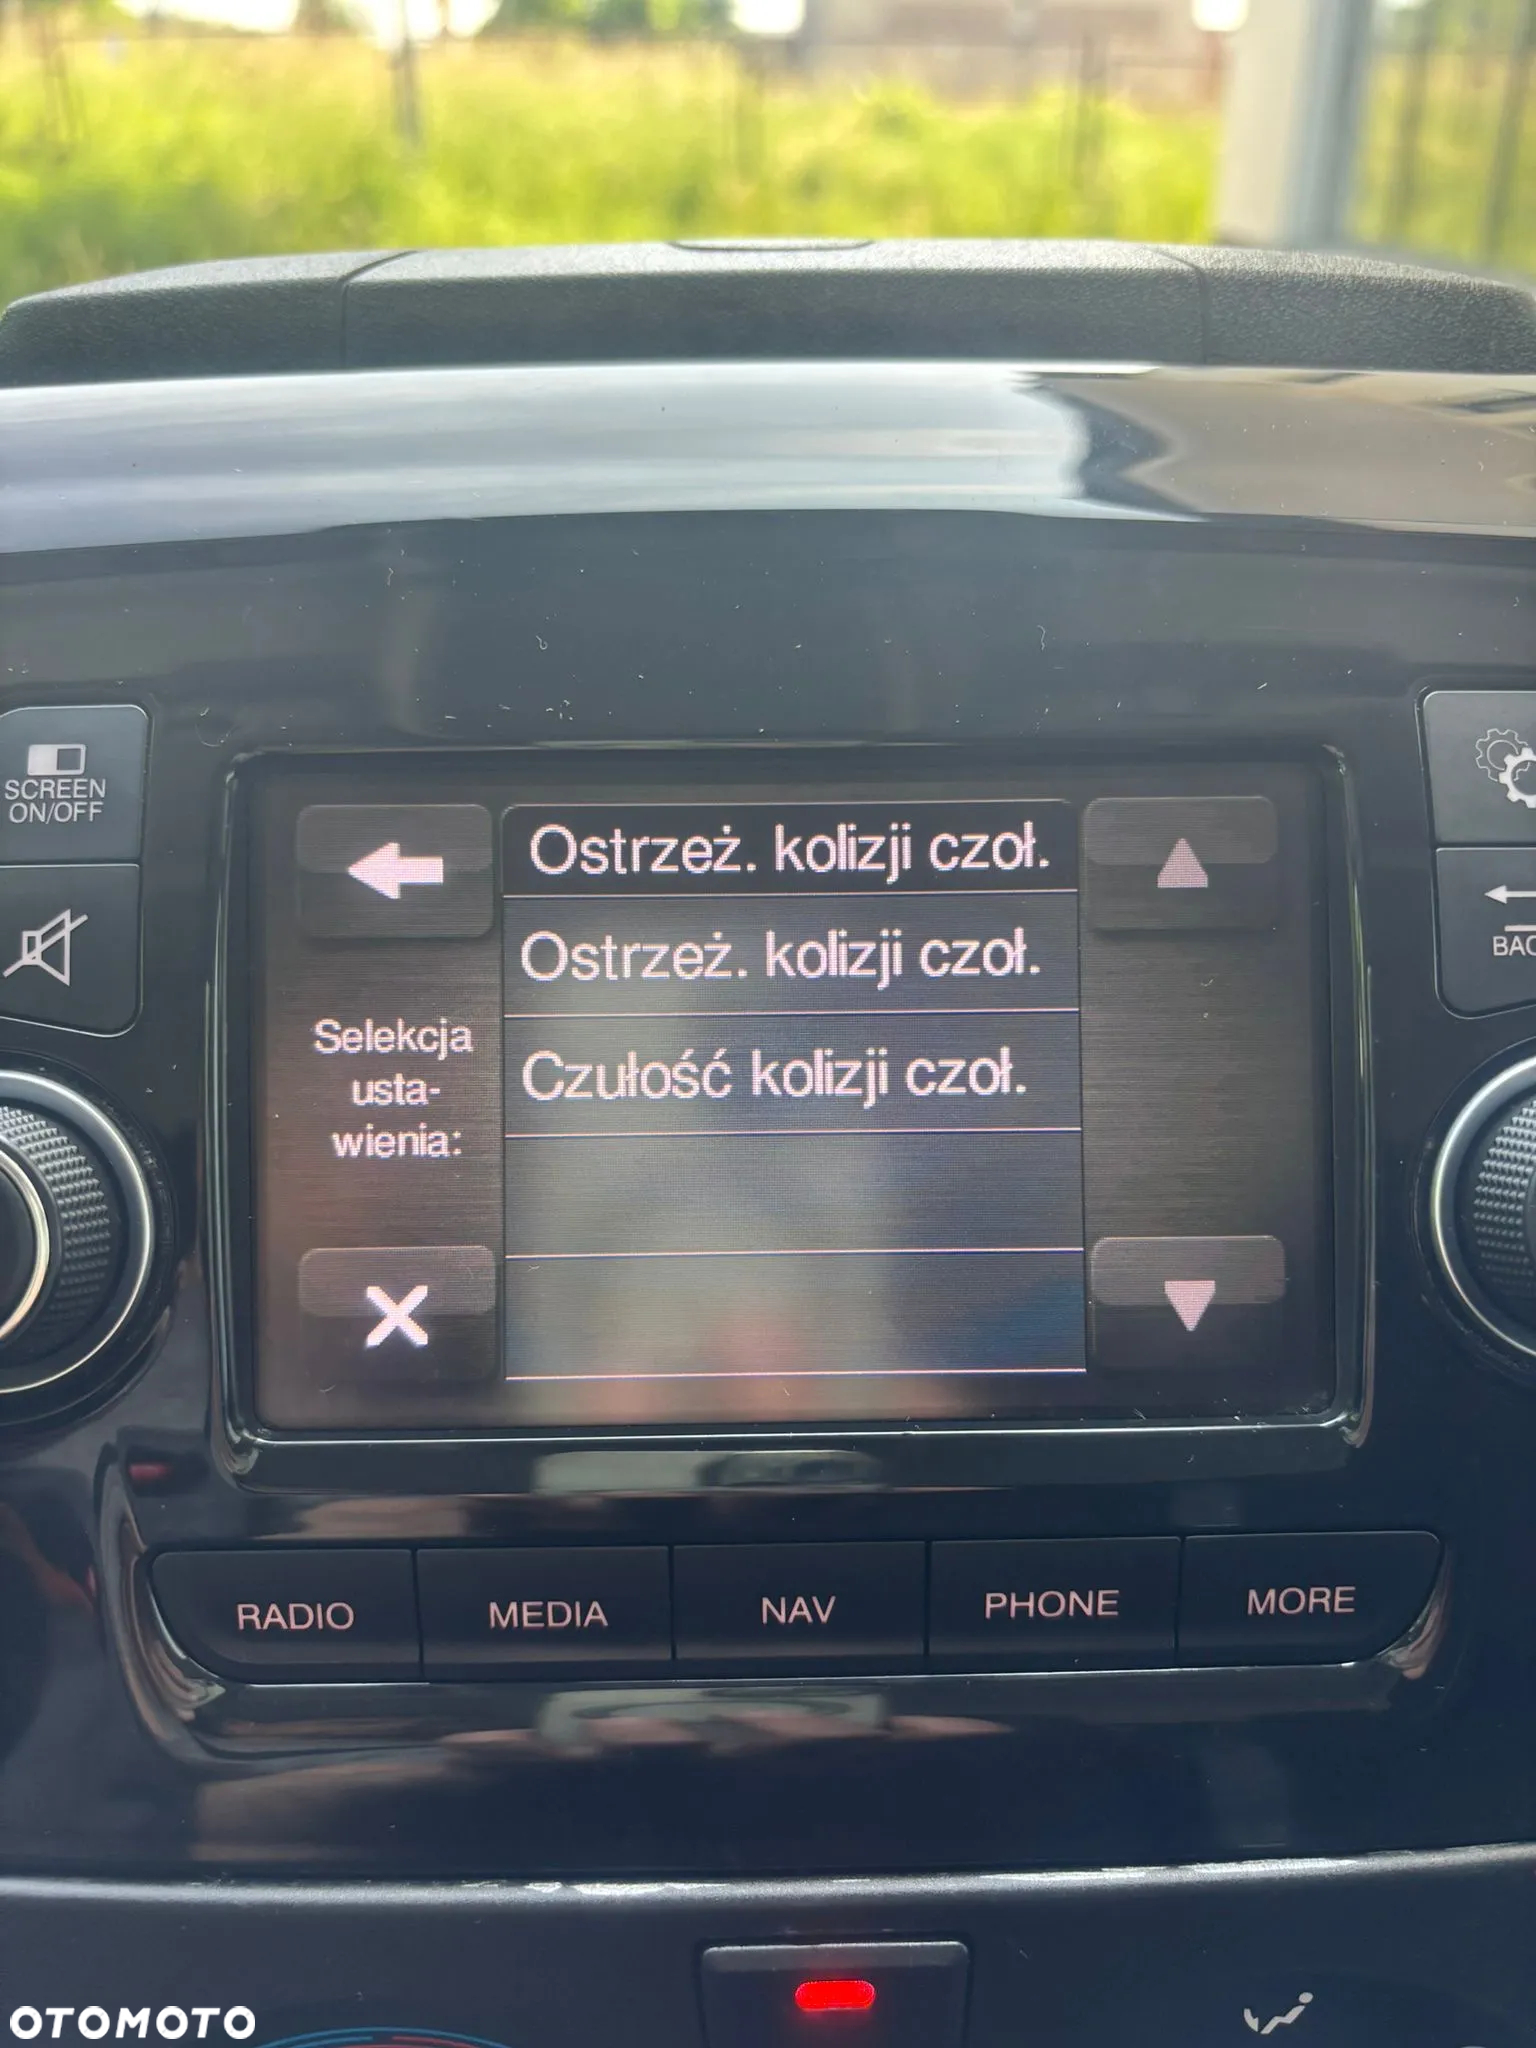 SCREEN
ON/OFF
Ostrzeż. kolizji czoł.
Ostrzeż. kolizji czoł.
Czułość kolizji czoł.
Selekcja
usta-
wienia:
RADIO
MEDIA
NAV
PHONE
MORE
OTOMOTO